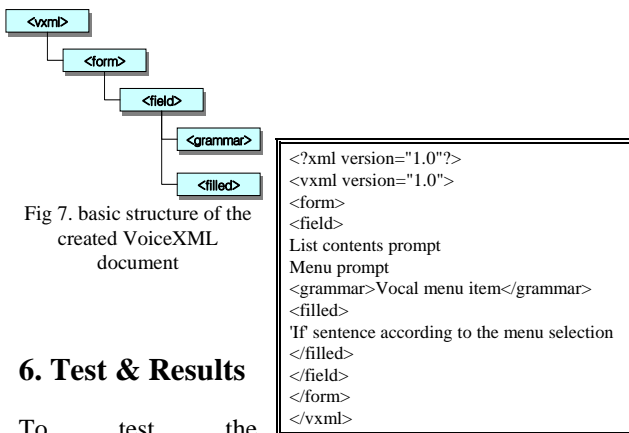 <vxml>
<form>
<field>
<grammar>
<filled>
Fig 7. basic structure of the
created VoiceXML
document
<?xml version="1.0"?>
<vxml version="1.0">
<form>
<field>
List contents prompt
Menu prompt
<grammar>Vocal menu item</grammar>
<filled>
'If' sentence according to the menu selection
</filled>
</field>
</form>
</vxml>
6. Test & Results
To test the